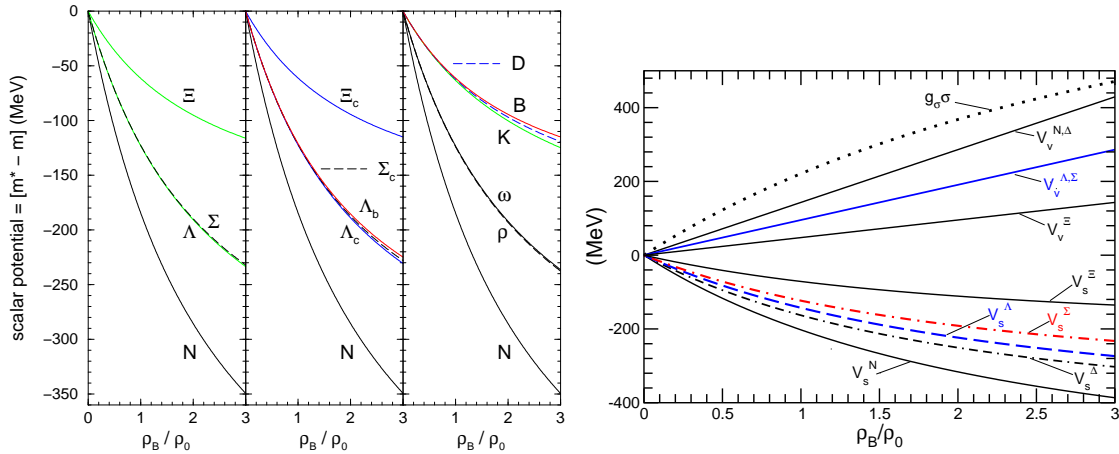 scalar potential = [m* − m] (MeV)
0
−50
−100
−150
−200
−250
−300
−350
Ξ
Λ
Σ
N
0
1
2
3
ρB / ρ0
Ξc
Σc
Λb
Λc
N
0
1
2
3
ρB / ρ0
D
B
K
ω
ρ
N
0
1
2
3
ρB / ρ0
(MeV)
400
200
0
-200
-400
gσσ
VvN,Δ
VvΛ,Σ
VvΞ
VsΞ
VsΛ
VsΣ
VsN
VsΔ
0
0.5
1
1.5
2
2.5
3
ρB/ρ0